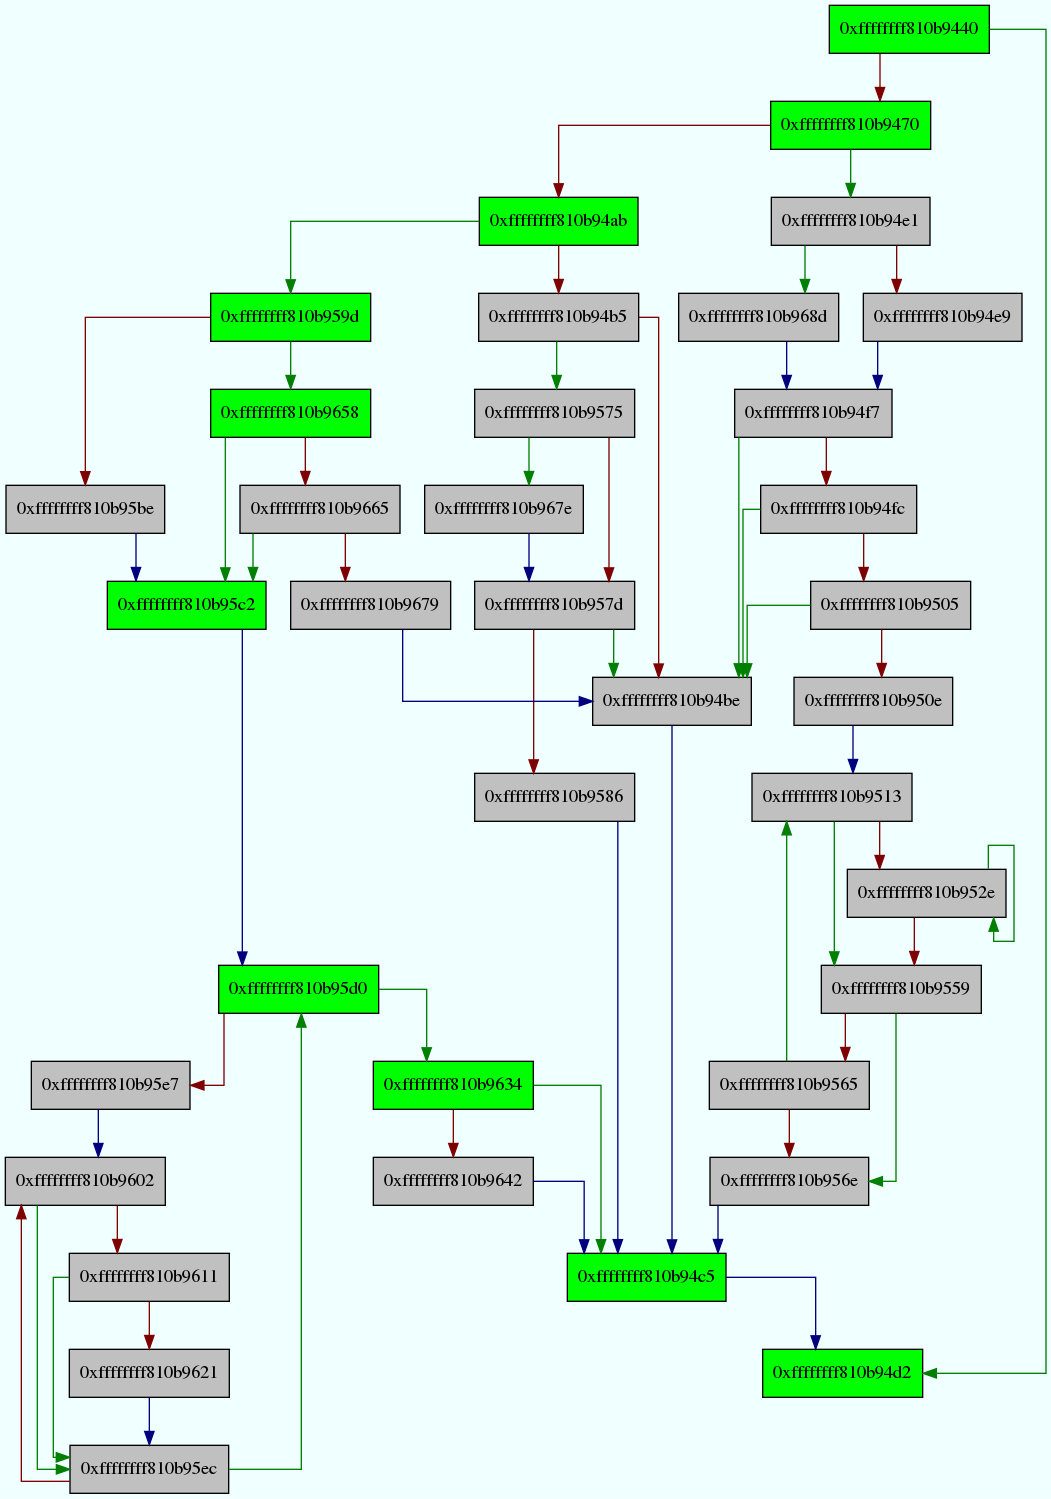 0xffffffff810b9440
0xffffffff810b9470
0xffffffff810b94ab
0xffffffff810b94e1
0xffffffff810b959d
0xffffffff810b94b5
0xffffffff810b968d
0xffffffff810b94e9
0xffffffff810b9658
0xffffffff810b9575
0xffffffff810b94f7
0xffffffff810b95be
0xffffffff810b9665
0xffffffff810b967e
0xffffffff810b94fc
0xffffffff810b95c2
0xffffffff810b9679
0xffffffff810b957d
0xffffffff810b9505
0xffffffff810b94be
0xffffffff810b950e
0xffffffff810b9586
0xffffffff810b9513
0xffffffff810b952e
0xffffffff810b95d0
0xffffffff810b9559
0xffffffff810b95e7
0xffffffff810b9634
0xffffffff810b9565
0xffffffff810b9602
0xffffffff810b9642
0xffffffff810b956e
0xffffffff810b9611
0xffffffff810b94c5
0xffffffff810b9621
0xffffffff810b94d2
0xffffffff810b95ec